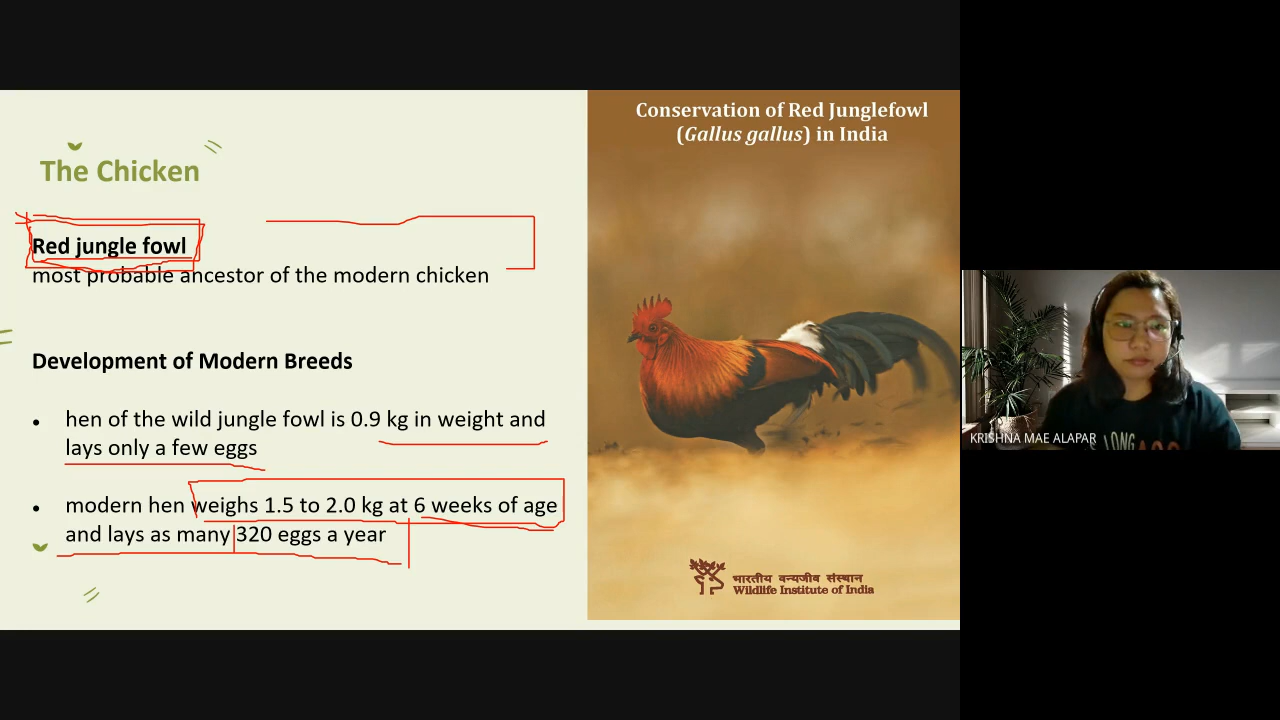 The Chicken
Red jungle fowl
most probable ancestor of the modern chicken
Development of Modern Breeds
• hen of the wild jungle fowl is 0.9 kg in weight and
lays only a few eggs
• modern hen weighs 1.5 to 2.0 kg at 6 weeks of age
and lays as many 320 eggs a year
Conservation of Red Junglefowl
(Gallus gallus) in India
भारतीय वन्यजीव संस्थान
Wildlife Institute of India
KRISHNA MAE ALAPAR
LONG